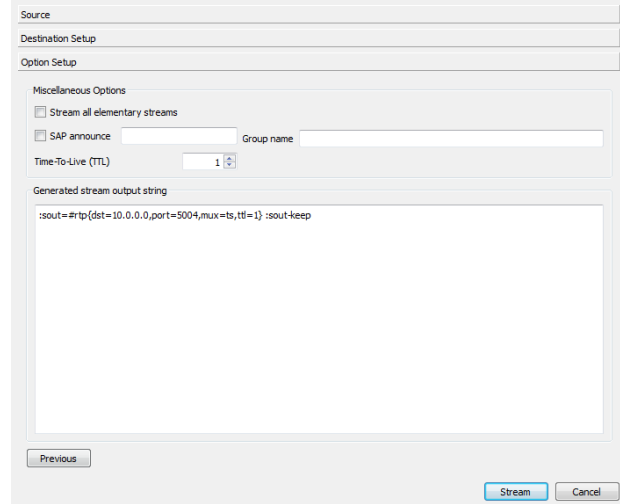 Source
Destination Setup
Option Setup
Miscellaneous Options
Stream all elementary streams
SAP announce Group name
Time-To-Live (TTL) 1
Generated stream output string
:sout=#rtp{dst=10.0.0.0,port=5004,mux=ts,ttl=1} :sout-keep
Previous
Stream Cancel